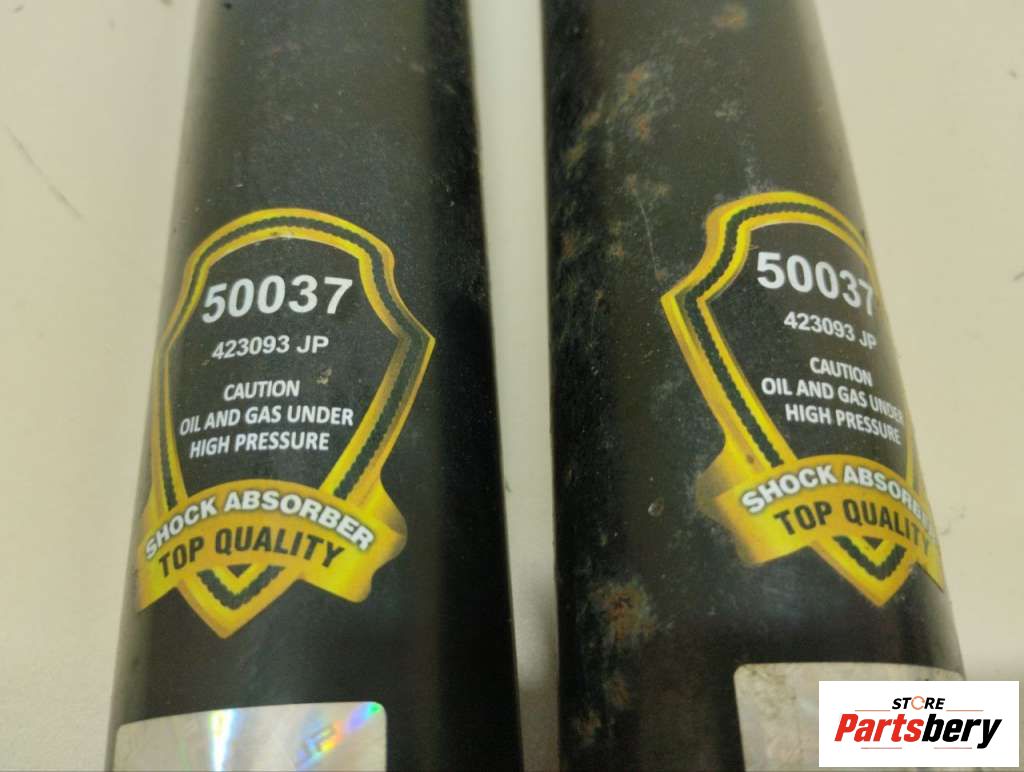 50037
423093 JP
CAUTION
OIL AND GAS UNDER
HIGH PRESSURE
SHOCK ABSORBER
TOP QUALITY
50037
423093 JP
CAUTION
OIL AND GAS UNDER
HIGH PRESSURE
SHOCK ABSORBER
TOP QUALITY
STORE
Partsbery